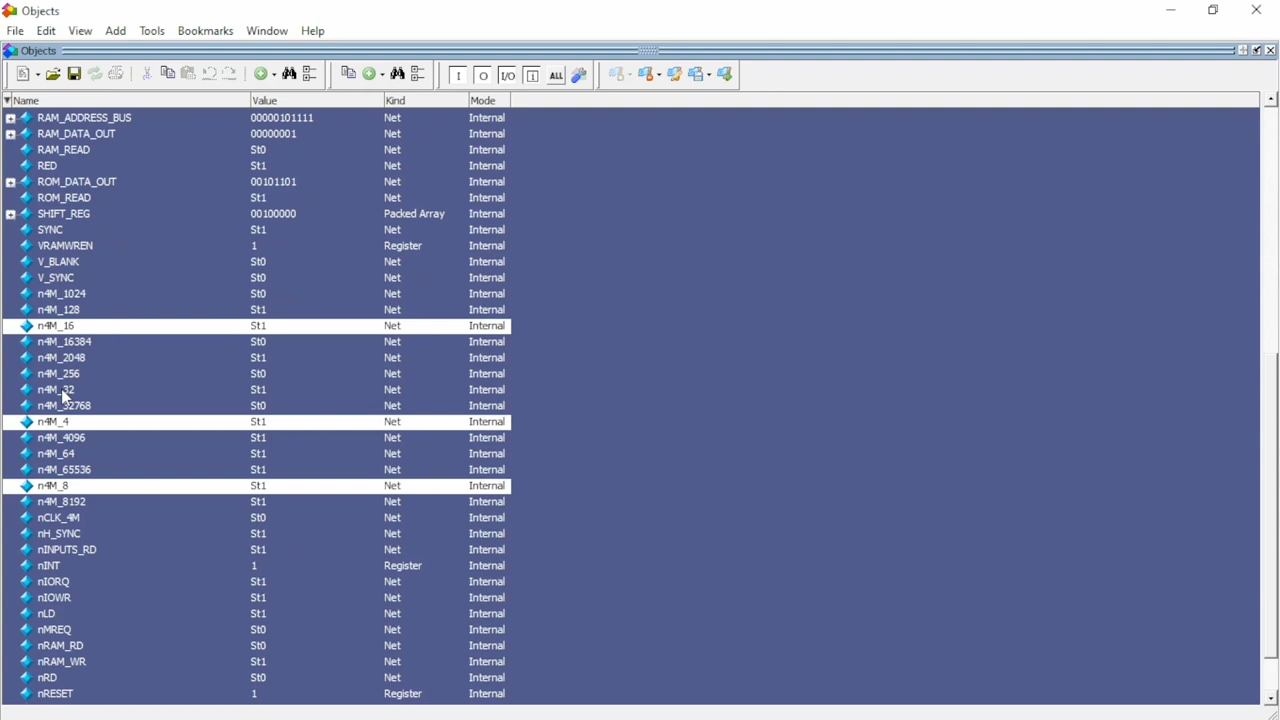 Objects
File Edit View Add Tools Bookmarks Window Help
Objects
I O I/O ALL
Name Value Kind Mode
RAM_ADDRESS_BUS 00000101111 Net Internal
RAM_DATA_OUT 00000001 Net Internal
RAM_READ St0 Net Internal
RED St1 Net Internal
ROM_DATA_OUT 00101101 Net Internal
ROM_READ St1 Net Internal
SHIFT_REG 00100000 Packed Array Internal
SYNC St1 Net Internal
VRAMWREN 1 Register Internal
V_BLANK St0 Net Internal
V_SYNC St0 Net Internal
n4M_1024 St0 Net Internal
n4M_128 St1 Net Internal
n4M_16 St1 Net Internal
n4M_16384 St0 Net Internal
n4M_2048 St1 Net Internal
n4M_256 St0 Net Internal
n4M_32 St1 Net Internal
n4M_32768 St0 Net Internal
n4M_4 St1 Net Internal
n4M_4096 St1 Net Internal
n4M_64 St1 Net Internal
n4M_65536 St1 Net Internal
n4M_8 St1 Net Internal
n4M_8192 St1 Net Internal
nCLK_4M St0 Net Internal
nH_SYNC St1 Net Internal
nINPUTS_RD St1 Net Internal
nINT 1 Register Internal
nIORQ St1 Net Internal
nIOWR St1 Net Internal
nLD St1 Net Internal
nMREQ St0 Net Internal
nRAM_RD St0 Net Internal
nRAM_WR St1 Net Internal
nRD St0 Net Internal
nRESET 1 Register Internal